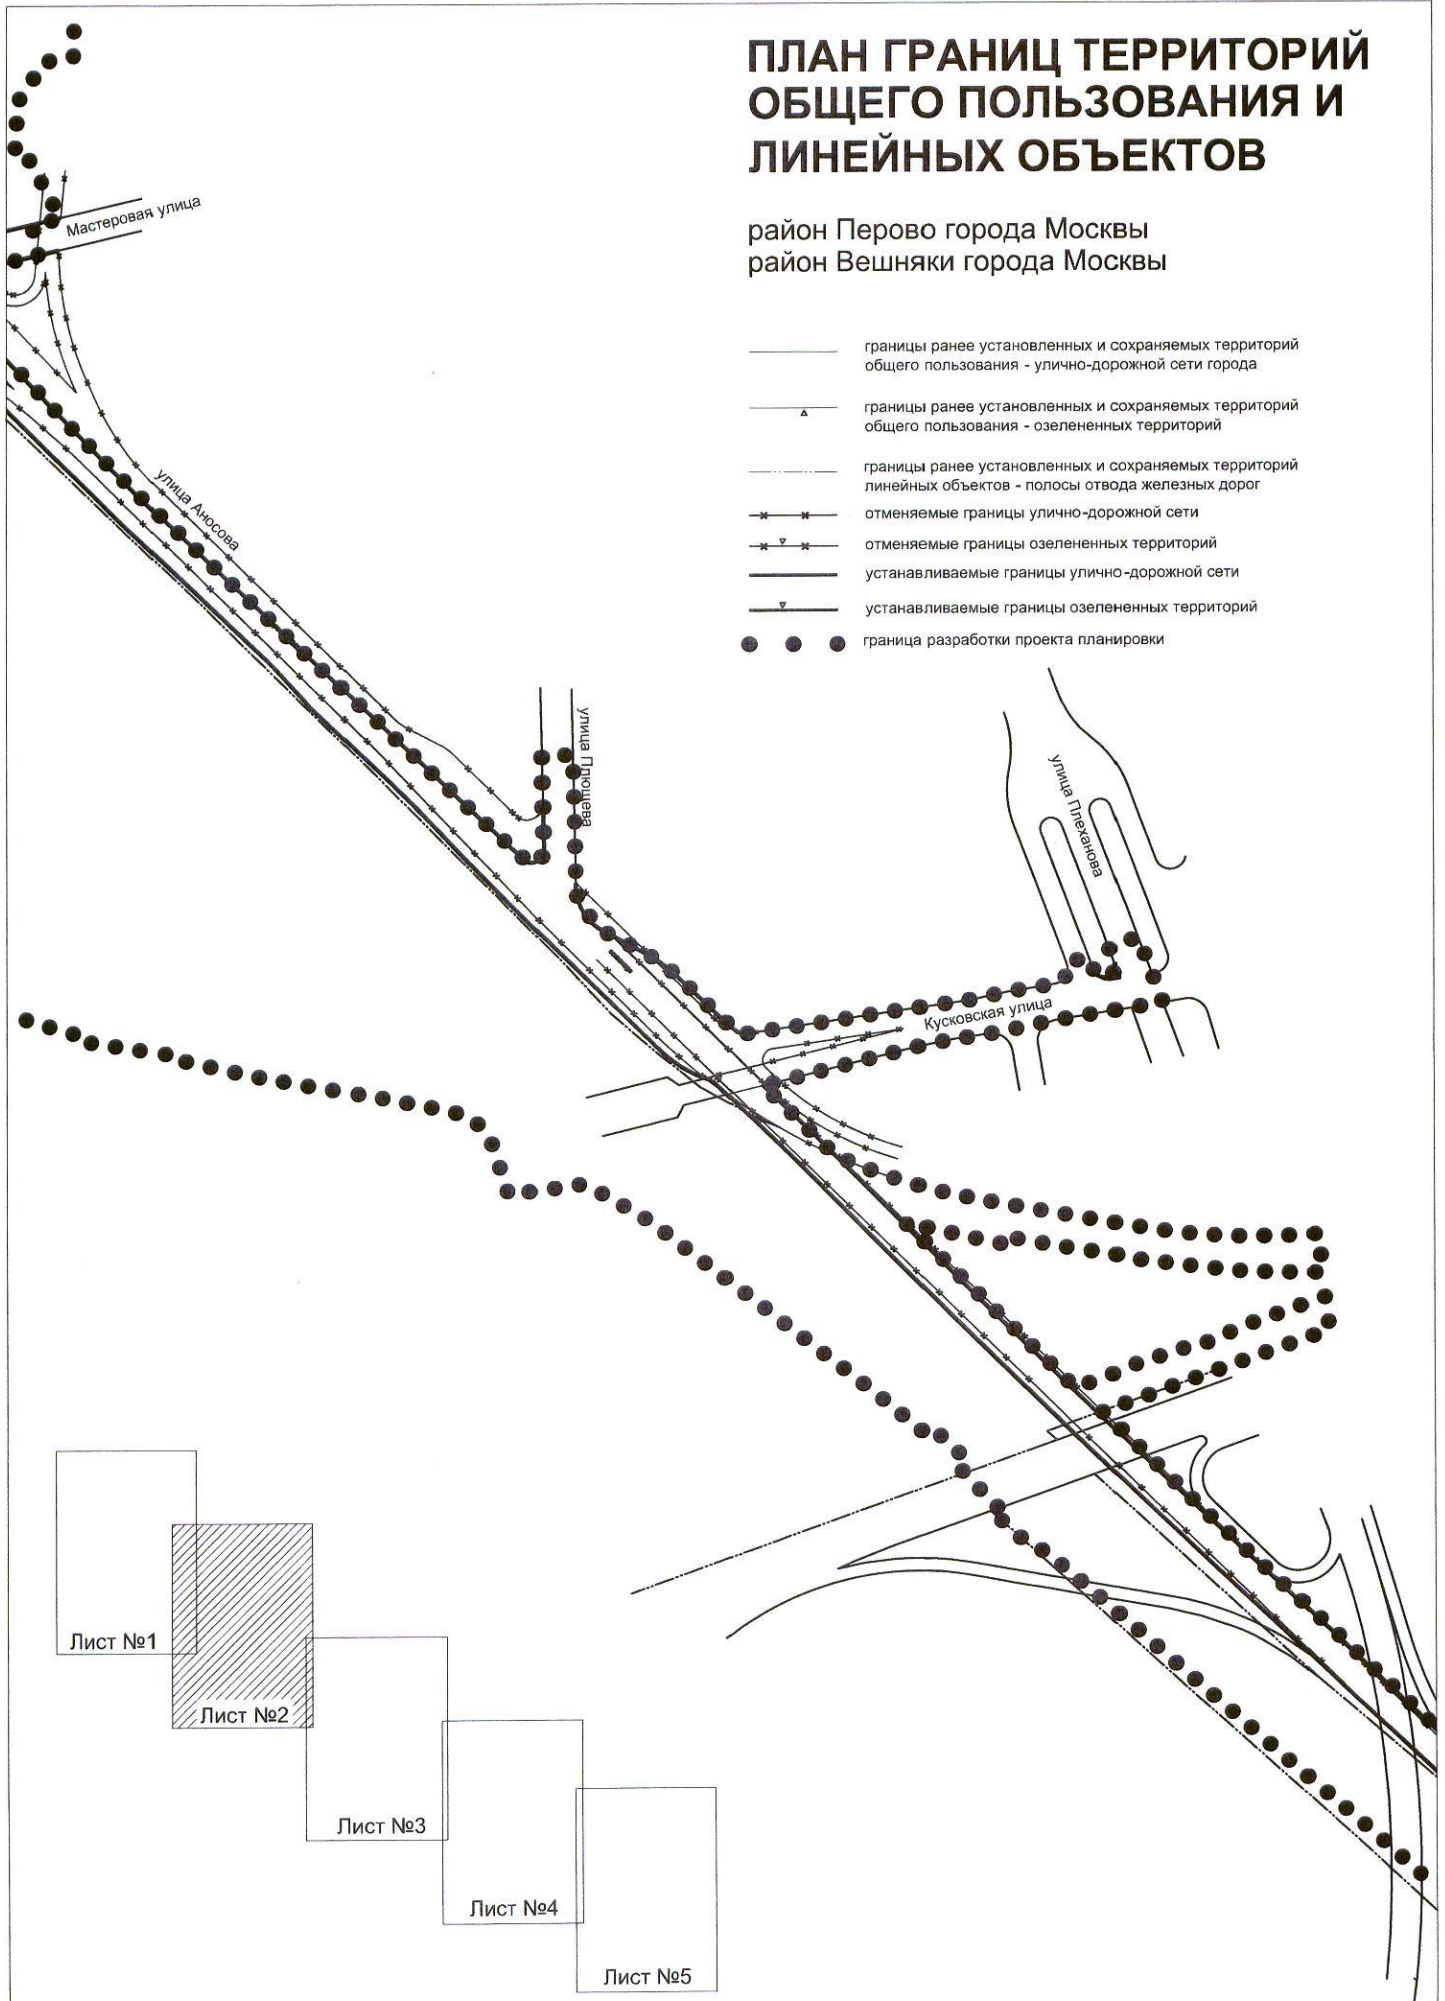 ПЛАН ГРАНИЦ ТЕРРИТОРИЙ
ОБЩЕГО ПОЛЬЗОВАНИЯ И
ЛИНЕЙНЫХ ОБЪЕКТОВ
район Перово города Москвы
район Вешняки города Москвы
границы ранее установленных и сохраняемых территорий
общего пользования - улично-дорожной сети города
границы ранее установленных и сохраняемых территорий
общего пользования - озелененных территорий
границы ранее установленных и сохраняемых территорий
линейных объектов - полосы отвода железных дорог
отменяемые границы улично-дорожной сети
отменяемые границы озелененных территорий
устанавливаемые границы улично-дорожной сети
устанавливаемые границы озелененных территорий
граница разработки проекта планировки
Мастеровая улица
улица Аносова
улица Плющева
улица Плеханова
Кусковская улица
Лист №1
Лист №2
Лист №3
Лист №4
Лист №5